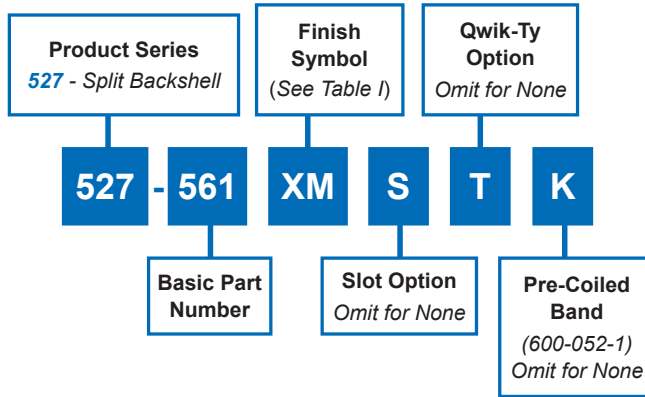 Product Series
527 - Split Backshell
Finish
Symbol
(See Table I)
Qwik-Ty
Option
Omit for None
527 - 561 XM S T K
Basic Part
Number
Slot Option
Omit for None
Pre-Coiled
Band
(600-052-1)
Omit for None